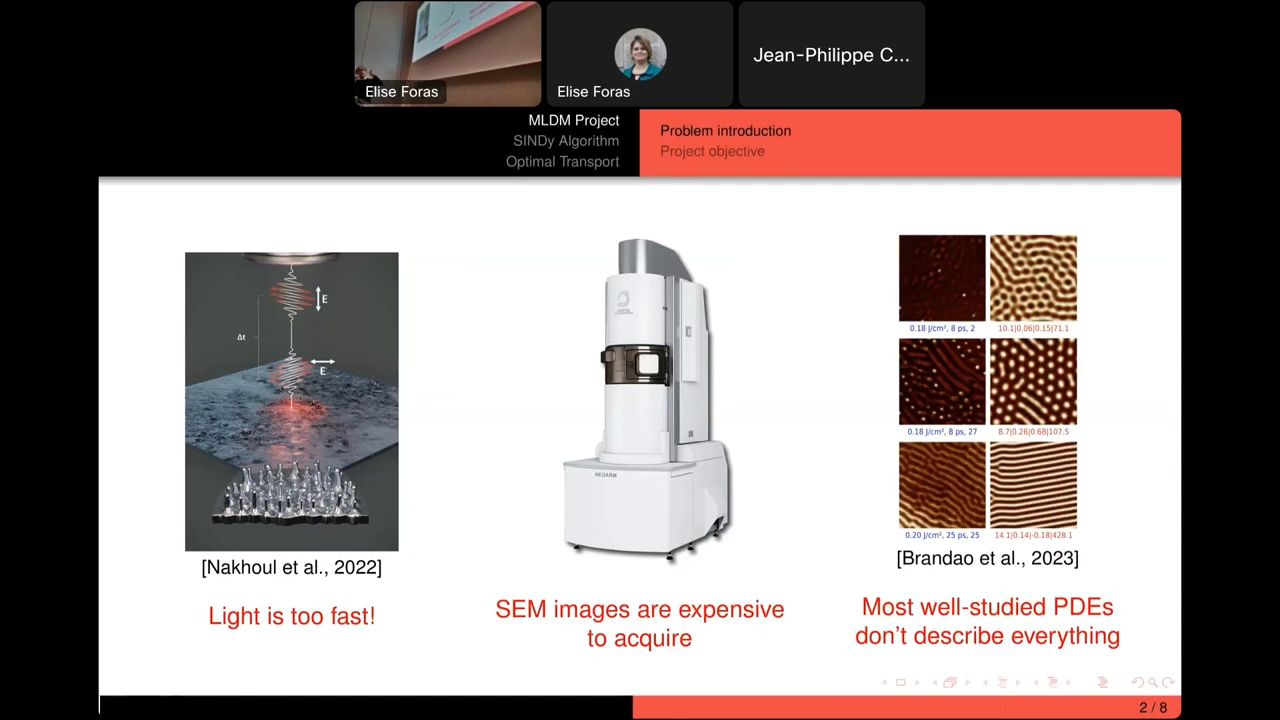 Elise Foras
Elise Foras
Jean-Philippe C...
MLDM Project
SINDy Algorithm
Optimal Transport
Problem introduction
Project objective
E
Δt
E
[Nakhoul et al., 2022]
Light is too fast!
NEOARM
SEM images are expensive
to acquire
0.18 J/cm², 8 ps, 2
10.1|0.06|0.15|71.1
0.18 J/cm², 8 ps, 27
8.7|0.26|0.68|107.5
0.20 J/cm², 25 ps, 25
14.1|0.14|-0.18|428.1
[Brandao et al., 2023]
Most well-studied PDEs
don't describe everything
2 / 8